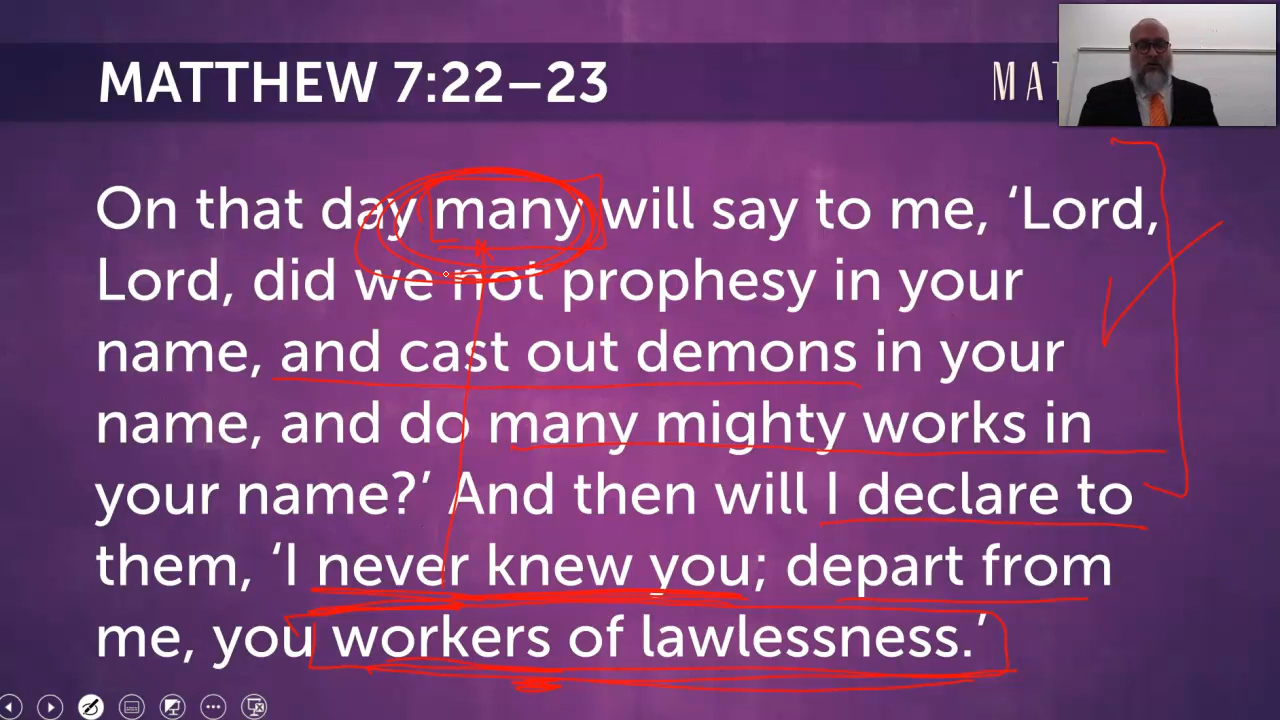 MATTHEW 7:22–23
MAT
On that day many will say to me, ‘Lord,
Lord, did we not prophesy in your
name, and cast out demons in your
name, and do many mighty works in
your name?’ And then will I declare to
them, ‘I never knew you; depart from
me, you workers of lawlessness.’